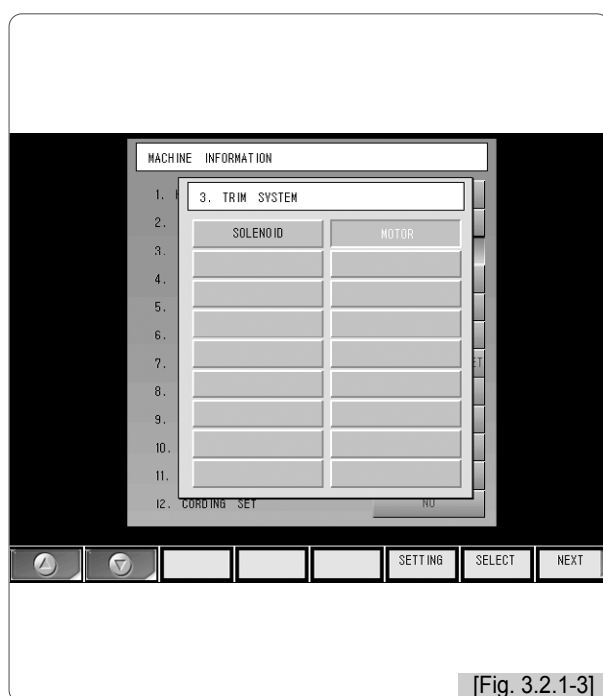 MACHINE INFORMATION
1.
3. TRIM SYSTEM
2.
SOLENOID MOTOR
3.
4.
5.
6.
7. ET
8.
9.
10.
11.
12. CORDING SET NO
SETTING SELECT NEXT
[Fig. 3.2.1-3]